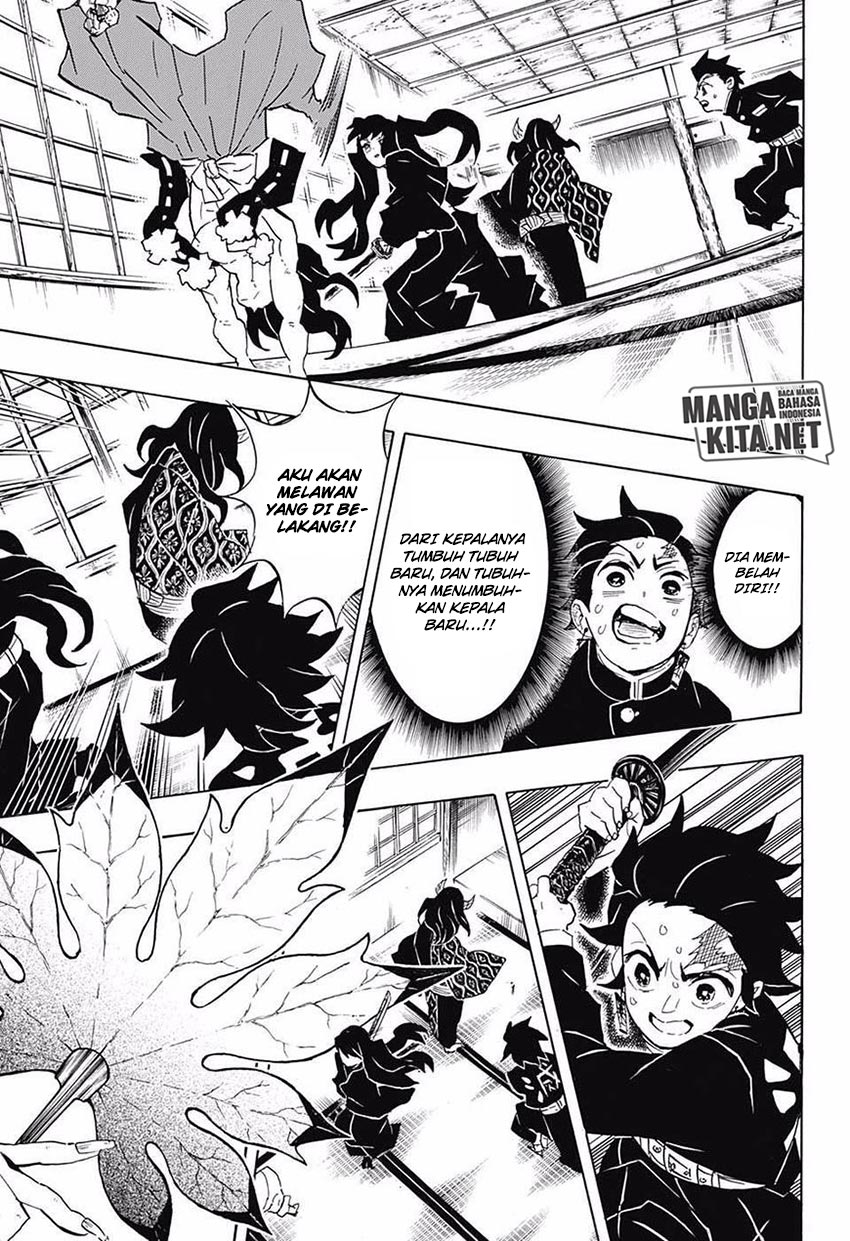 MANGA
KITA.NET
BACA MANGA
BAHASA
INDONESIA
DIA MEM-
BELAH
DIRI!!
DARI KEPALANYA
TUMBUH TUBUH
BARU, DAN TUBUH-
NYA MENUMBUH-
KAN KEPALA
BARU...!!
AKU AKAN
MELAWAN
YANG DI BE-
LAKANG!!